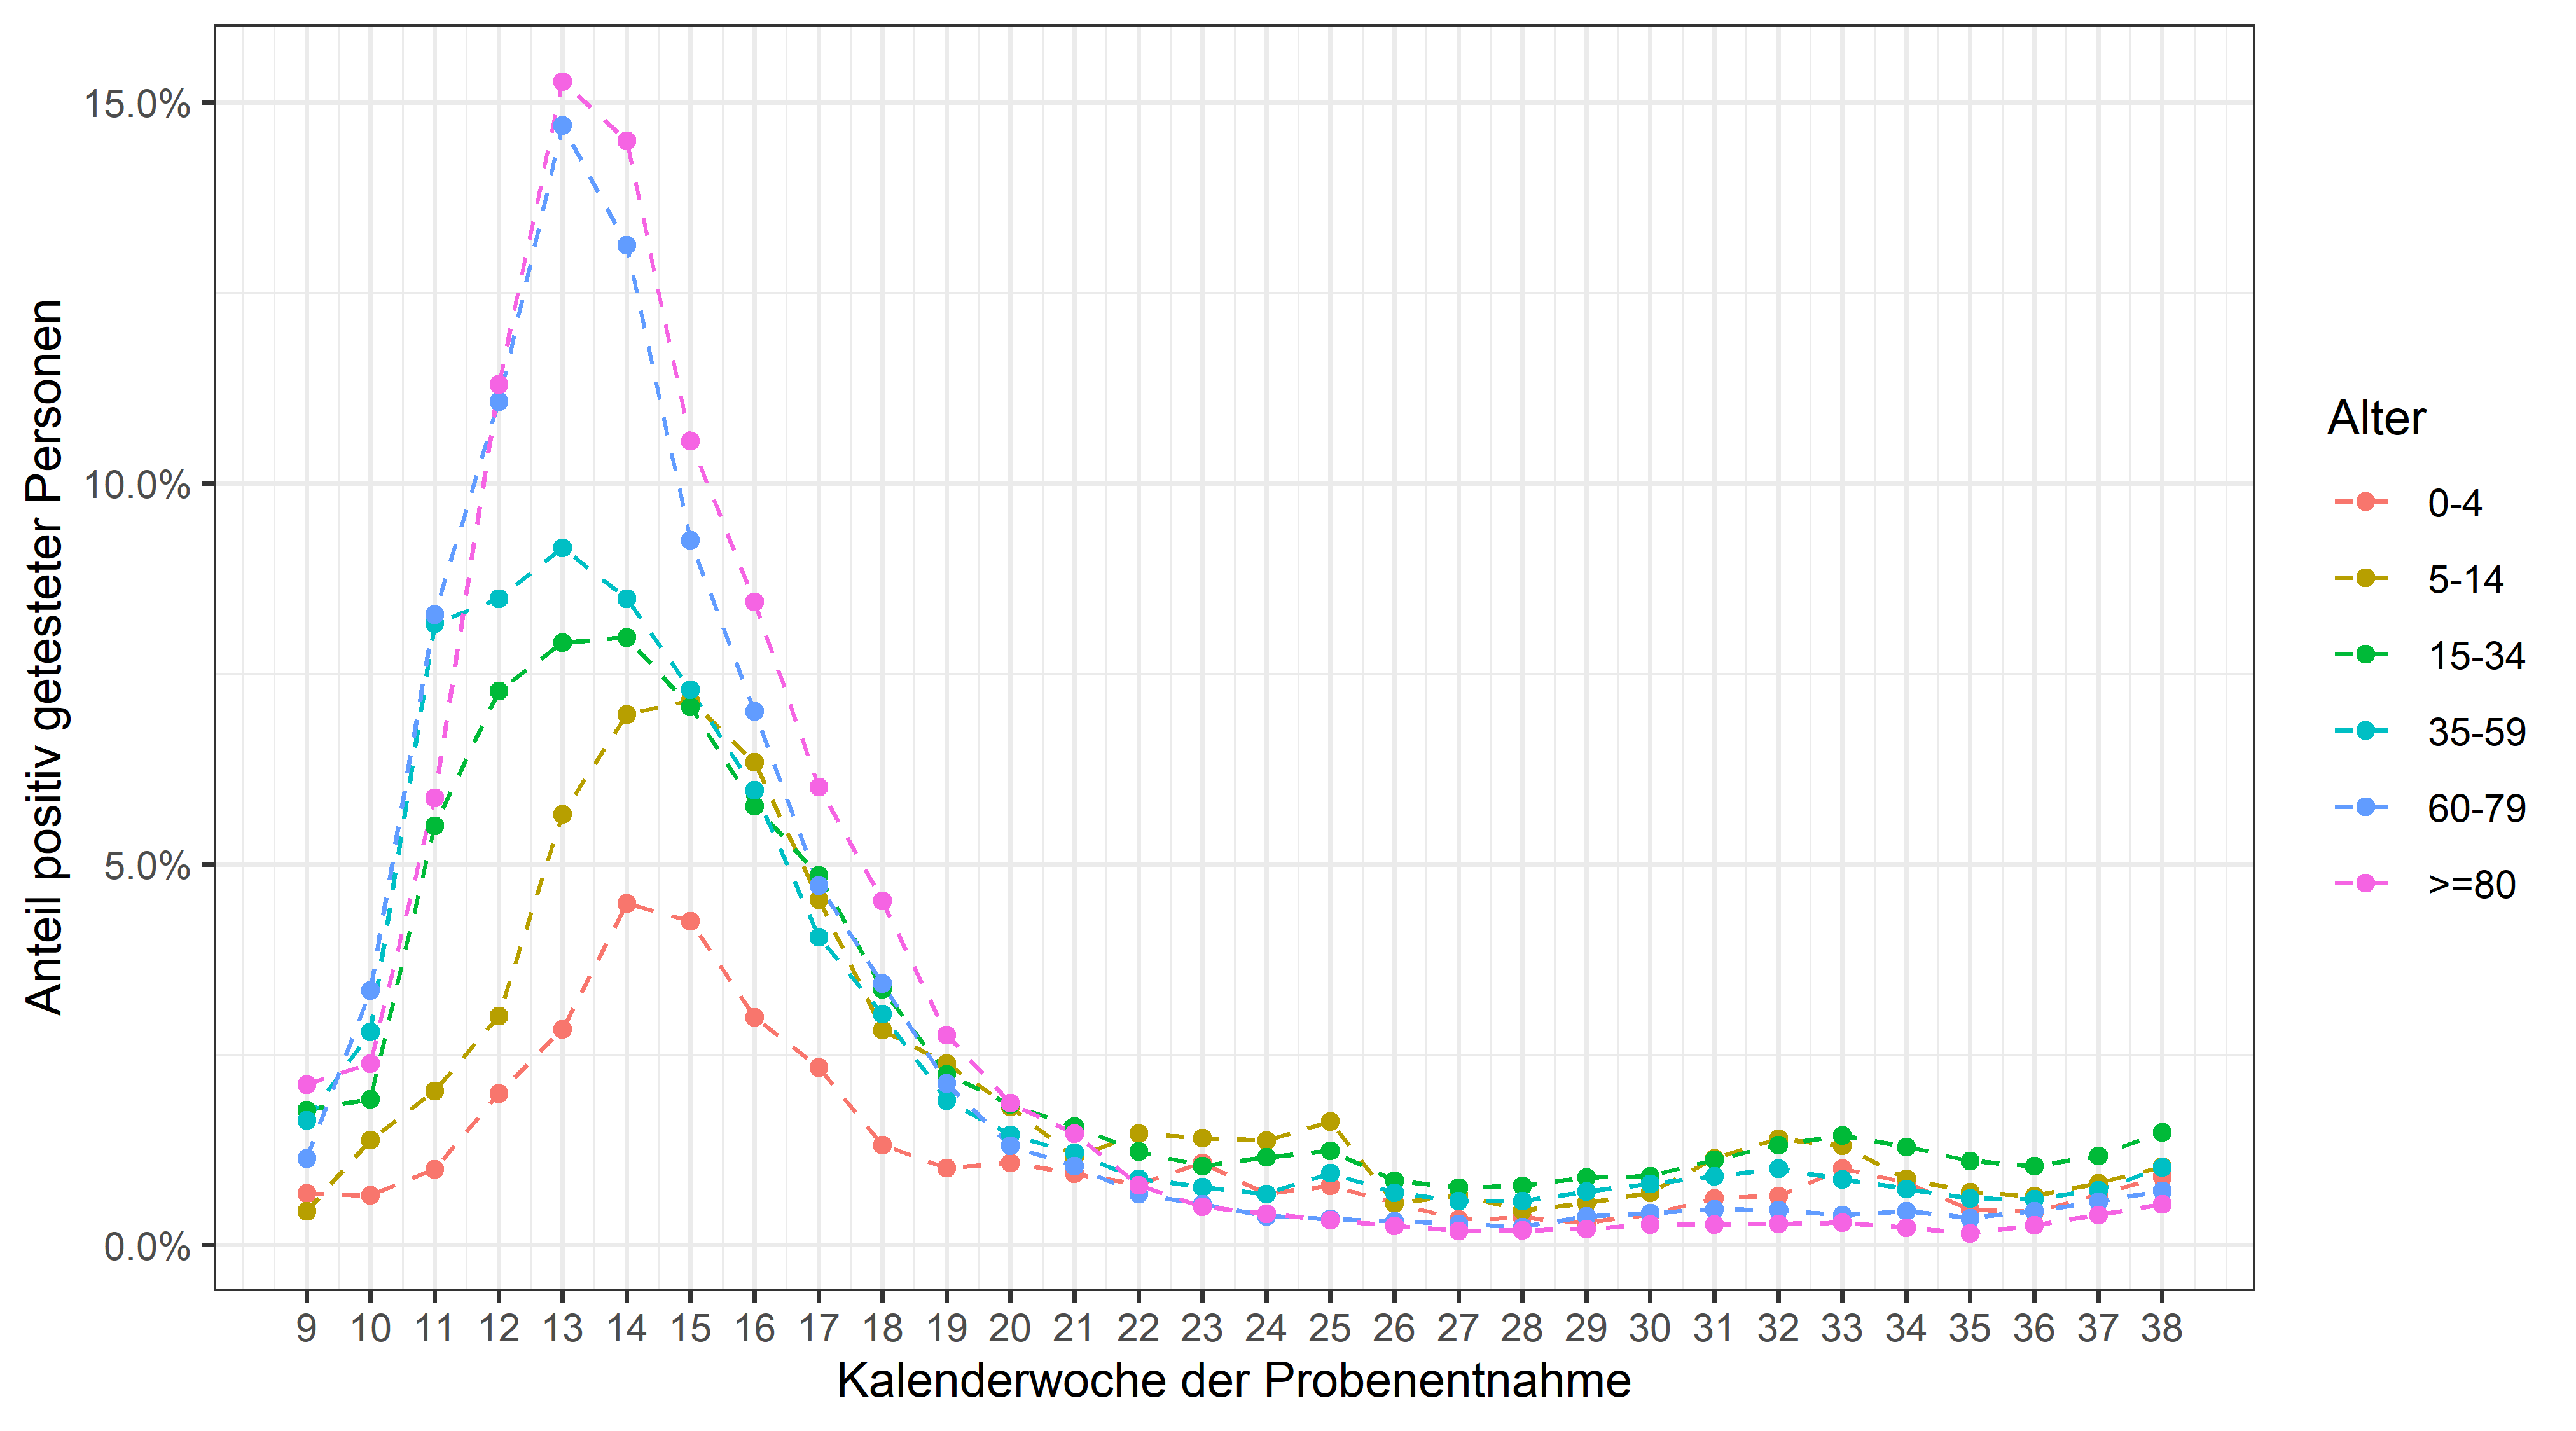 Anteil positiv getesteter Personen
15.0%
10.0%
5.0%
0.0%
9 10 11 12 13 14 15 16 17 18 19 20 21 22 23 24 25 26 27 28 29 30 31 32 33 34 35 36 37 38
Kalenderwoche der Probenentnahme
Alter
0-4
5-14
15-34
35-59
60-79
>=80